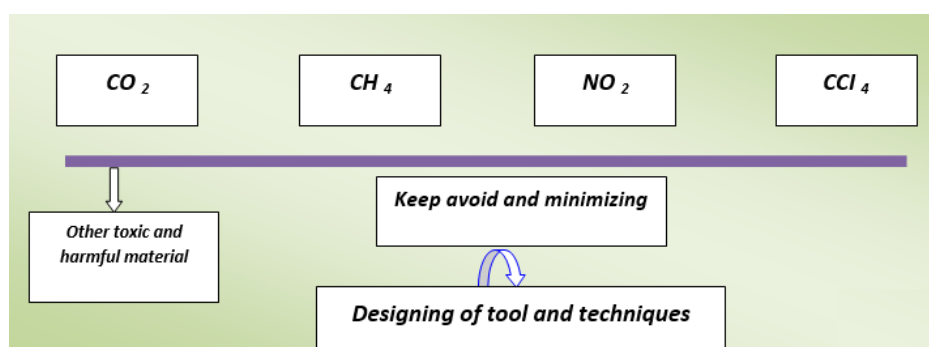 CO 2
CH 4
NO 2
CCI 4
Keep avoid and minimizing
Other toxic and
harmful material
Designing of tool and techniques